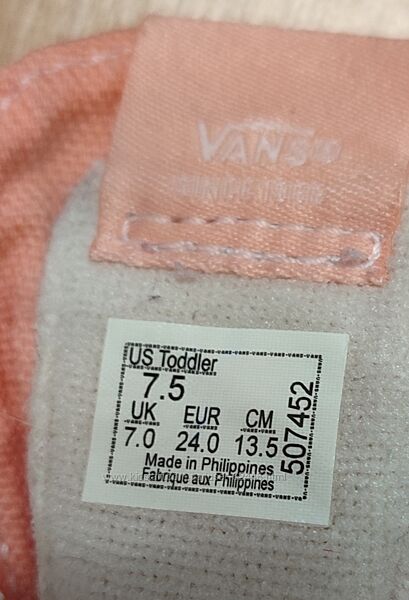 VANS
US Toddler
7.5
UK EUR CM
7.0 24.0 13.5
Made in Philippines
Fabrique aux Philippines
507452